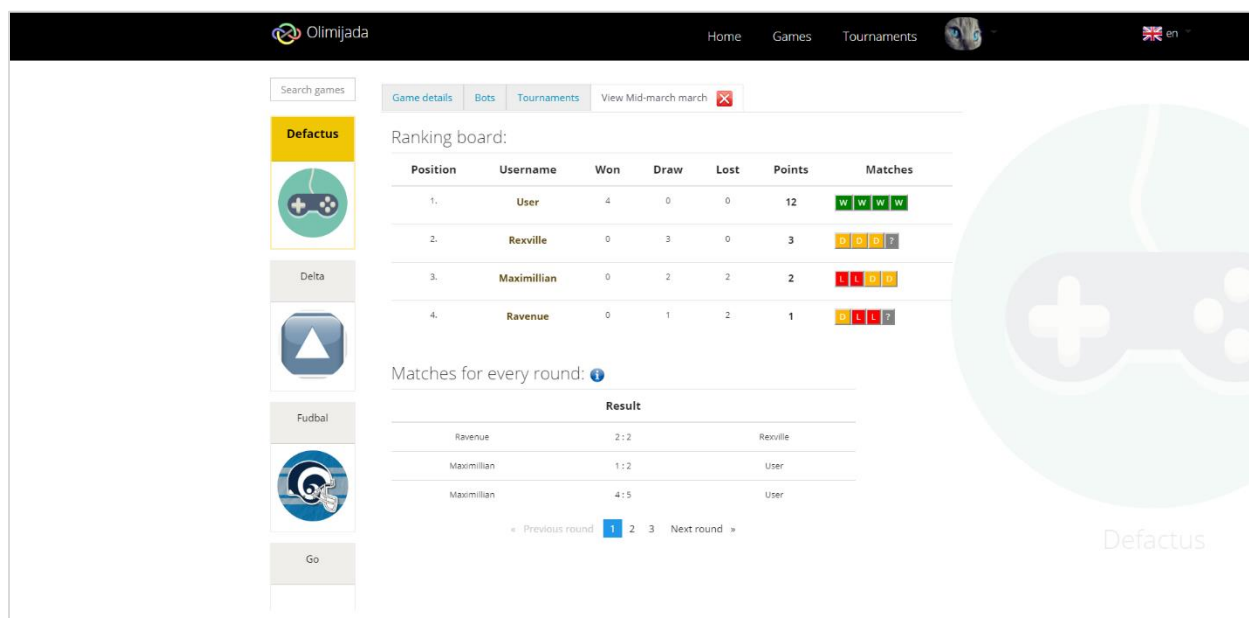 Olimijada
Home Games Tournaments en
Search games
Game details Bots Tournaments View Mid-march march
Defactus
Ranking board:
Position Username Won Draw Lost Points Matches
1. User 4 0 0 12 W W W W
2. Rexville 0 3 0 3 D D D ?
Delta
3. Maximillian 0 2 2 2 L L D D
4. Ravenue 0 1 2 1 D L L ?
Matches for every round:
Result
Fudbal
Ravenue 2 : 2 Rexville
Maximillian 1 : 2 User
Maximillian 4 : 5 User
« Previous round 1 2 3 Next round »
Defactus
Go